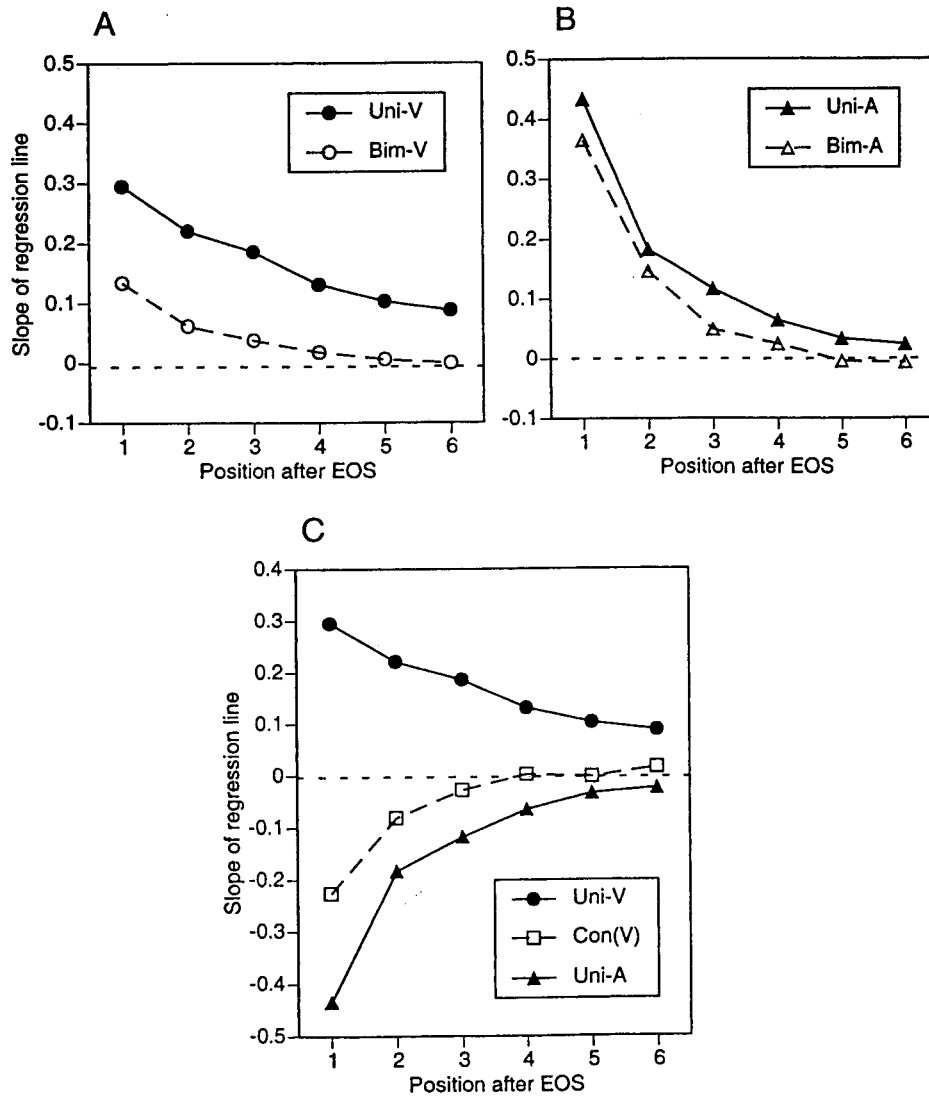 A
0.5
0.4
0.3
0.2
0.1
0
-0.1
Slope of regression line
Uni-V
Bim-V
1 2 3 4 5 6
Position after EOS
B
0.5
0.4
0.3
0.2
0.1
0
-0.1
Uni-A
Bim-A
1 2 3 4 5 6
Position after EOS
C
0.4
0.3
0.2
0.1
0
-0.1
-0.2
-0.3
-0.4
-0.5
Slope of regression line
Uni-V
Con(V)
Uni-A
1 2 3 4 5 6
Position after EOS